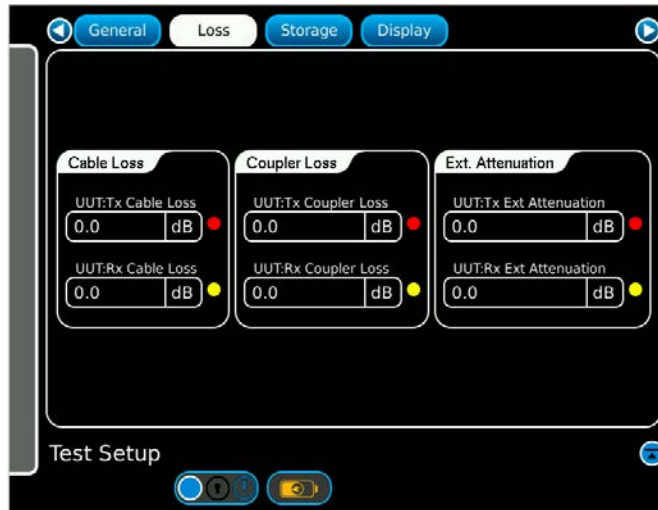 General Loss Storage Display
Cable Loss Coupler Loss Ext. Attenuation
UUT:Tx Cable Loss UUT:Tx Coupler Loss UUT:Tx Ext Attenuation
0.0 dB 0.0 dB 0.0 dB
UUT:Rx Cable Loss UUT:Rx Coupler Loss UUT:Rx Ext Attenuation
0.0 dB 0.0 dB 0.0 dB
Test Setup